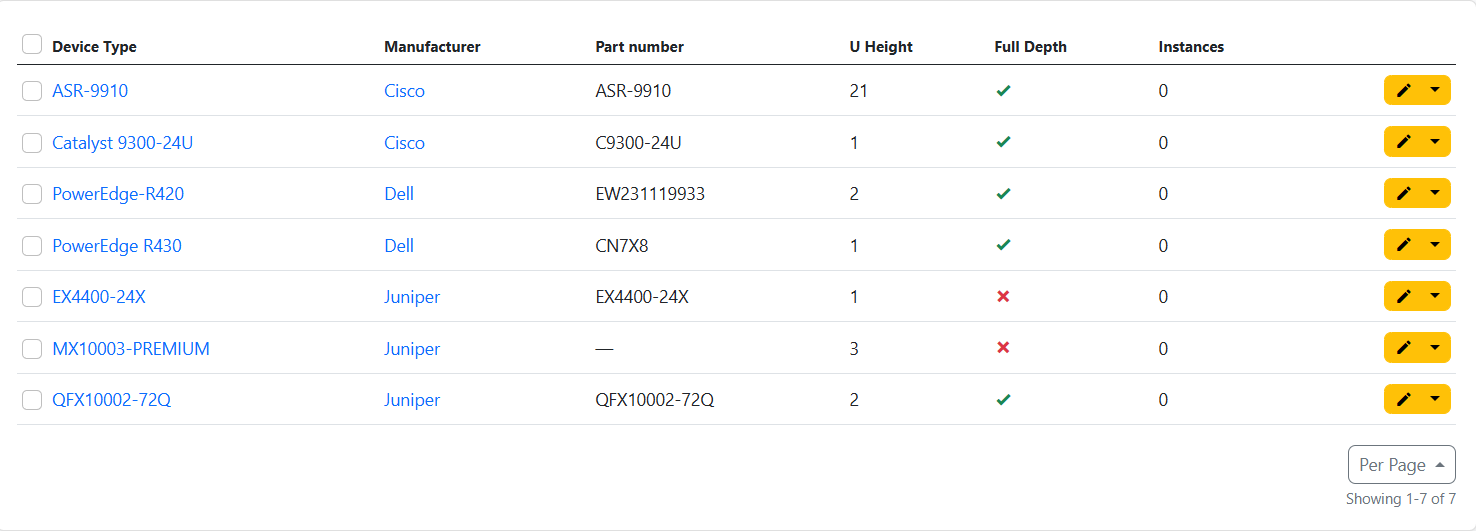 Device Type Manufacturer Part number U Height Full Depth Instances
ASR-9910 Cisco ASR-9910 21 0
Catalyst 9300-24U Cisco C9300-24U 1 0
PowerEdge-R420 Dell EW231119933 2 0
PowerEdge R430 Dell CN7X8 1 0
EX4400-24X Juniper EX4400-24X 1 0
MX10003-PREMIUM Juniper — 3 0
QFX10002-72Q Juniper QFX10002-72Q 2 0
Per Page
Showing 1-7 of 7